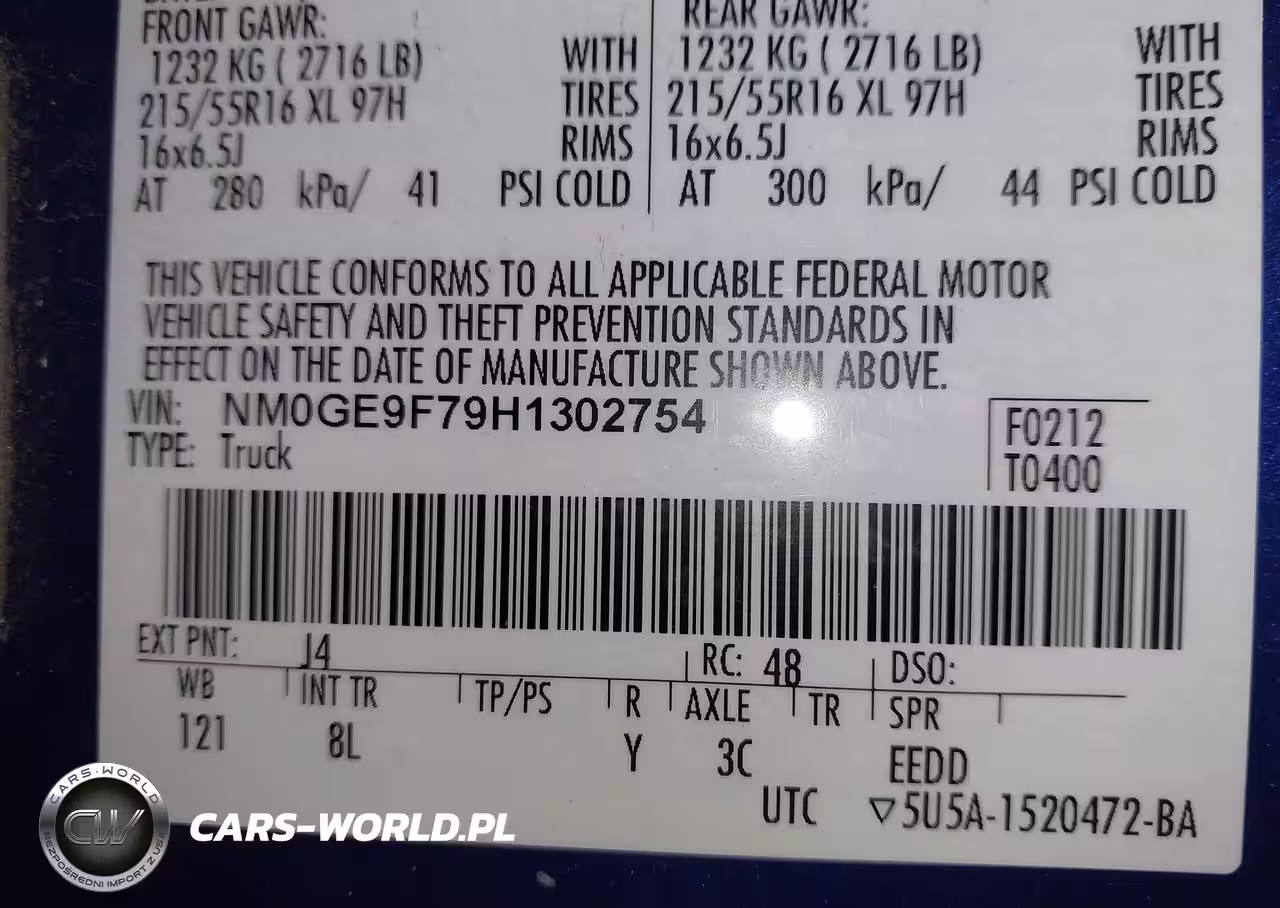 FRONT GAWR:
1232 KG ( 2716 LB) WITH
215/55R16 XL 97H TIRES
16x6.5J RIMS
AT 280 kPa/ 41 PSI COLD
REAR GAWR:
1232 KG ( 2716 LB) WITH
215/55R16 XL 97H TIRES
16x6.5J RIMS
AT 300 kPa/ 44 PSI COLD
THIS VEHICLE CONFORMS TO ALL APPLICABLE FEDERAL MOTOR
VEHICLE SAFETY AND THEFT PREVENTION STANDARDS IN
EFFECT ON THE DATE OF MANUFACTURE SHOWN ABOVE.
VIN: NM0GE9F79H1302754
TYPE: Truck
F0212
T0400
EXT PNT: J4 RC: 48 DSO:
WB INT TR TP/PS R AXLE TR SPR
121 8L Y 3C EEDD
UTC ▽5U5A-1520472-BA
CARS-WORLD
CW
BEZPOŚREDNI IMPORT Z USA
CARS-WORLD.PL